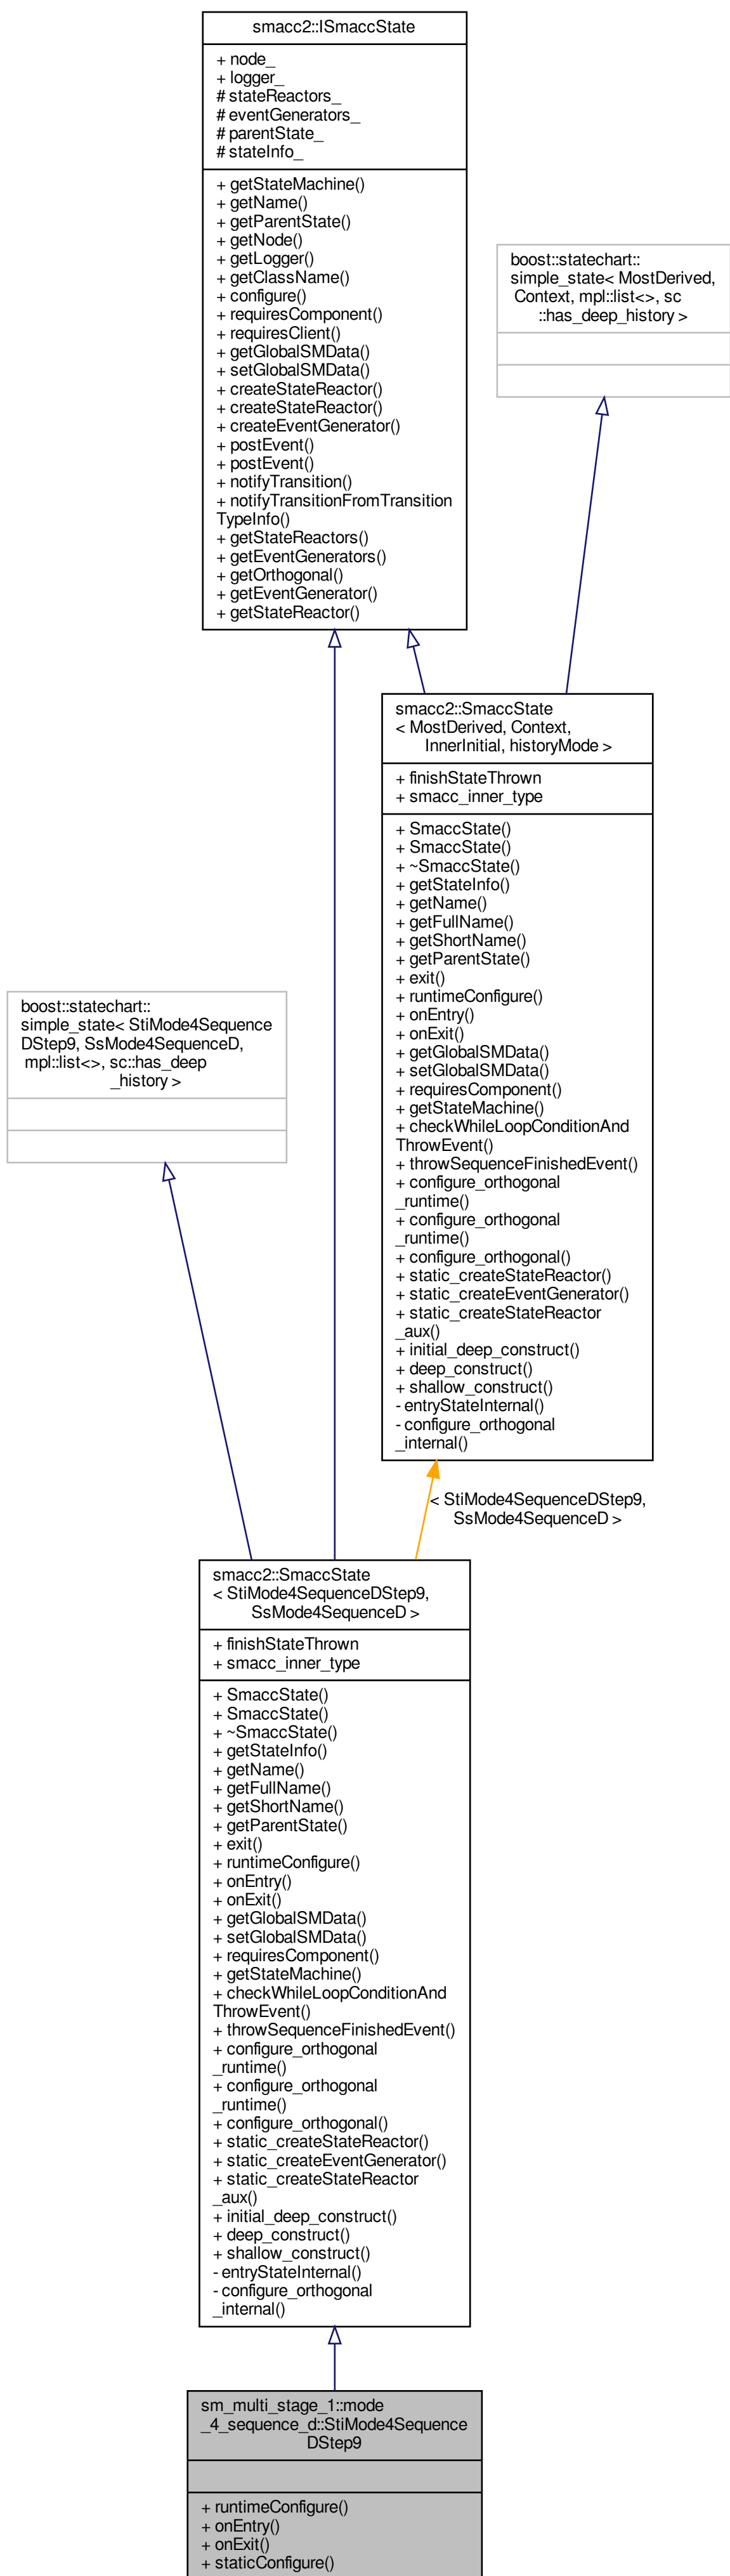 smacc2::ISmaccState
+ node_
+ logger_
# stateReactors_
# eventGenerators_
# parentState_
# stateInfo_
+ getStateMachine()
+ getName()
+ getParentState()
+ getNode()
+ getLogger()
+ getClassName()
+ configure()
+ requiresComponent()
+ requiresClient()
+ getGlobalSMData()
+ setGlobalSMData()
+ createStateReactor()
+ createStateReactor()
+ createEventGenerator()
+ postEvent()
+ postEvent()
+ notifyTransition()
+ notifyTransitionFromTransition
TypeInfo()
+ getStateReactors()
+ getEventGenerators()
+ getOrthogonal()
+ getEventGenerator()
+ getStateReactor()
boost::statechart::
simple_state< MostDerived,
Context, mpl::list<>, sc
::has_deep_history >
smacc2::SmaccState
< MostDerived, Context,
InnerInitial, historyMode >
+ finishStateThrown
+ smacc_inner_type
+ SmaccState()
+ SmaccState()
+ ~SmaccState()
+ getStateInfo()
+ getName()
+ getFullName()
+ getShortName()
+ getParentState()
+ exit()
+ runtimeConfigure()
+ onEntry()
+ onExit()
+ getGlobalSMData()
+ setGlobalSMData()
+ requiresComponent()
+ getStateMachine()
+ checkWhileLoopConditionAnd
ThrowEvent()
+ throwSequenceFinishedEvent()
+ configure_orthogonal
_runtime()
+ configure_orthogonal
_runtime()
+ configure_orthogonal()
+ static_createStateReactor()
+ static_createEventGenerator()
+ static_createStateReactor
_aux()
+ initial_deep_construct()
+ deep_construct()
+ shallow_construct()
- entryStateInternal()
- configure_orthogonal
_internal()
boost::statechart::
simple_state< StiMode4Sequence
DStep9, SsMode4SequenceD,
mpl::list<>, sc::has_deep
_history >
< StiMode4SequenceDStep9,
SsMode4SequenceD >
smacc2::SmaccState
< StiMode4SequenceDStep9,
SsMode4SequenceD >
+ finishStateThrown
+ smacc_inner_type
+ SmaccState()
+ SmaccState()
+ ~SmaccState()
+ getStateInfo()
+ getName()
+ getFullName()
+ getShortName()
+ getParentState()
+ exit()
+ runtimeConfigure()
+ onEntry()
+ onExit()
+ getGlobalSMData()
+ setGlobalSMData()
+ requiresComponent()
+ getStateMachine()
+ checkWhileLoopConditionAnd
ThrowEvent()
+ throwSequenceFinishedEvent()
+ configure_orthogonal
_runtime()
+ configure_orthogonal
_runtime()
+ configure_orthogonal()
+ static_createStateReactor()
+ static_createEventGenerator()
+ static_createStateReactor
_aux()
+ initial_deep_construct()
+ deep_construct()
+ shallow_construct()
- entryStateInternal()
- configure_orthogonal
_internal()
sm_multi_stage_1::mode
_4_sequence_d::StiMode4Sequence
DStep9
+ runtimeConfigure()
+ onEntry()
+ onExit()
+ staticConfigure()